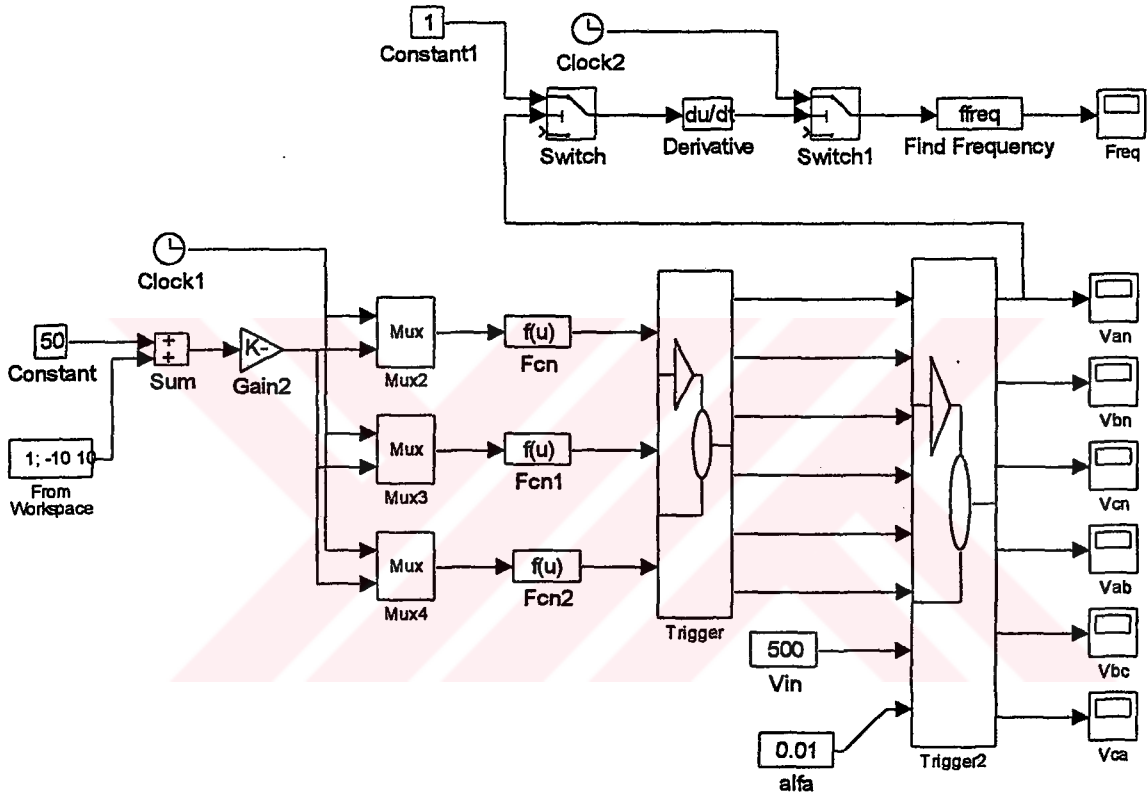 1
Constant1
Clock2
Switch
du/dt
Derivative
Switch1
ffreq
Find Frequency
Freq
Clock1
50
Constant
+
+
Sum
K-
Gain2
1; -10 10
From
Workspace
Mux
Mux2
f(u)
Fcn
Mux
Mux3
f(u)
Fcn1
Mux
Mux4
f(u)
Fcn2
Trigger
500
Vin
0.01
alfa
Trigger2
Van
Vbn
Vcn
Vab
Vbc
Vca